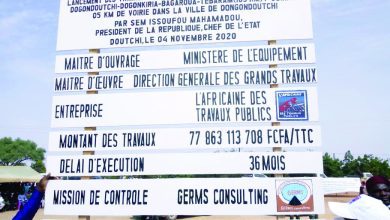 DOGONDOUTCHI-DOGONKIRIA-BAGAROUA-
05 KM DE VOIRIE DANS LA VILLE DE DONGONDOUTCHI
PAR SEM ISSOUFOU MAHAMADOU,
PRESIDENT DE LA REPUBLIQUE, CHEF DE L'ETAT
DOUTCHI, LE 04 NOVEMBRE 2020
MAITRE D'OUVRAGE MINISTERE DE L'EQUIPEMENT
MAITRE D'ŒUVRE DIRECTION GENERALE DES GRANDS TRAVAUX
ENTREPRISE L'AFRICAINE DES TRAVAUX PUBLICS
MONTANT DES TRAVAUX 77 863 113 708 FCFA/TTC
DELAI D'EXECUTION 36 MOIS
MISSION DE CONTROLE GERMS CONSULTING
GERMS